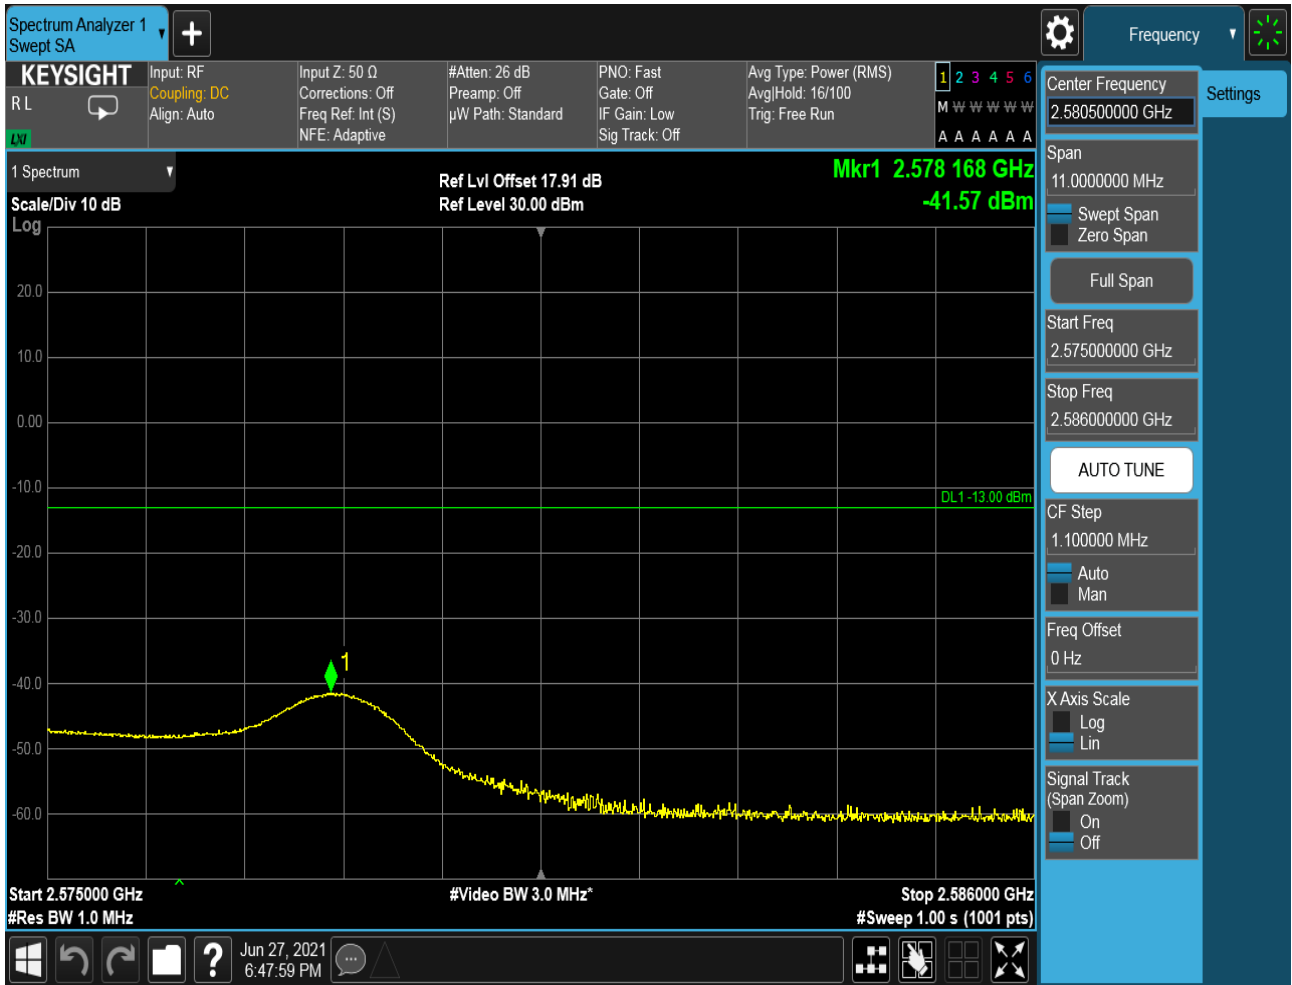 Spectrum Analyzer 1
Swept SA
Frequency
KEYSIGHT
R L
LXI
Input: RF
Coupling: DC
Align: Auto
Input Z: 50 Ω
Corrections: Off
Freq Ref: Int (S)
NFE: Adaptive
#Atten: 26 dB
Preamp: Off
µW Path: Standard
PNO: Fast
Gate: Off
IF Gain: Low
Sig Track: Off
Avg Type: Power (RMS)
Avg|Hold: 16/100
Trig: Free Run
1 2 3 4 5 6
M W W W W W
A A A A A A
1 Spectrum
Scale/Div 10 dB
Log
Ref Lvl Offset 17.91 dB
Ref Level 30.00 dBm
Mkr1 2.578 168 GHz
-41.57 dBm
20.0
10.0
0.00
-10.0
-20.0
-30.0
-40.0
-50.0
-60.0
DL1 -13.00 dBm
1
Start 2.575000 GHz
#Res BW 1.0 MHz
#Video BW 3.0 MHz*
Stop 2.586000 GHz
#Sweep 1.00 s (1001 pts)
Center Frequency
2.580500000 GHz
Settings
Span
11.0000000 MHz
Swept Span
Zero Span
Full Span
Start Freq
2.575000000 GHz
Stop Freq
2.586000000 GHz
AUTO TUNE
CF Step
1.100000 MHz
Auto
Man
Freq Offset
0 Hz
X Axis Scale
Log
Lin
Signal Track
(Span Zoom)
On
Off
?
Jun 27, 2021
6:47:59 PM